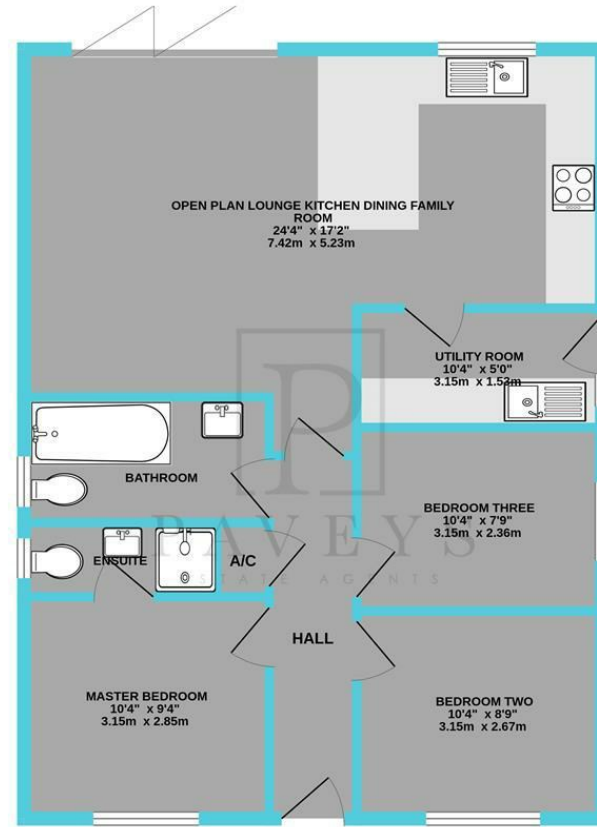 OPEN PLAN LOUNGE KITCHEN DINING FAMILY
ROOM
24'4" x 17'2"
7.42m x 5.23m
UTILITY ROOM
10'4" x 5'0"
3.15m x 1.53m
BATHROOM
BEDROOM THREE
10'4" x 7'9"
3.15m x 2.36m
P
PAVEYS
ESTATE AGENTS
ENSUITE
A/C
HALL
MASTER BEDROOM
10'4" x 9'4"
3.15m x 2.85m
BEDROOM TWO
10'4" x 8'9"
3.15m x 2.67m